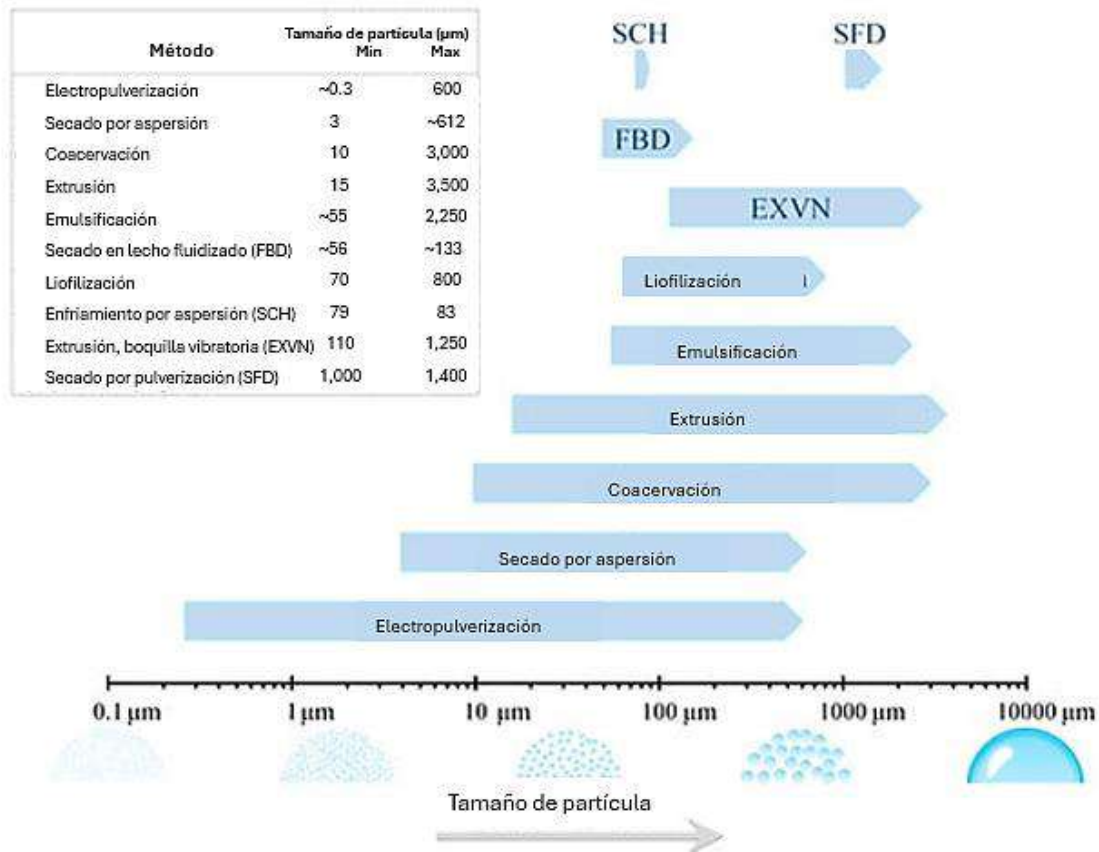 Método Tamaño de partícula (µm)
Min Max
Electropulverización ~0.3 600
Secado por aspersión 3 ~612
Coacervación 10 3,000
Extrusión 15 3,500
Emulsificación ~55 2,250
Secado en lecho fluidizado (FBD) ~56 ~133
Liofilización 70 800
Enfriamiento por aspersión (SCH) 79 83
Extrusión, boquilla vibratoria (EXVN) 110 1,250
Secado por pulverización (SFD) 1,000 1,400
SCH SFD
FBD
EXVN
Liofilización
Emulsificación
Extrusión
Coacervación
Secado por aspersión
Electropulverización
0.1 µm 1 µm 10 µm 100 µm 1000 µm 10000 µm
Tamaño de partícula